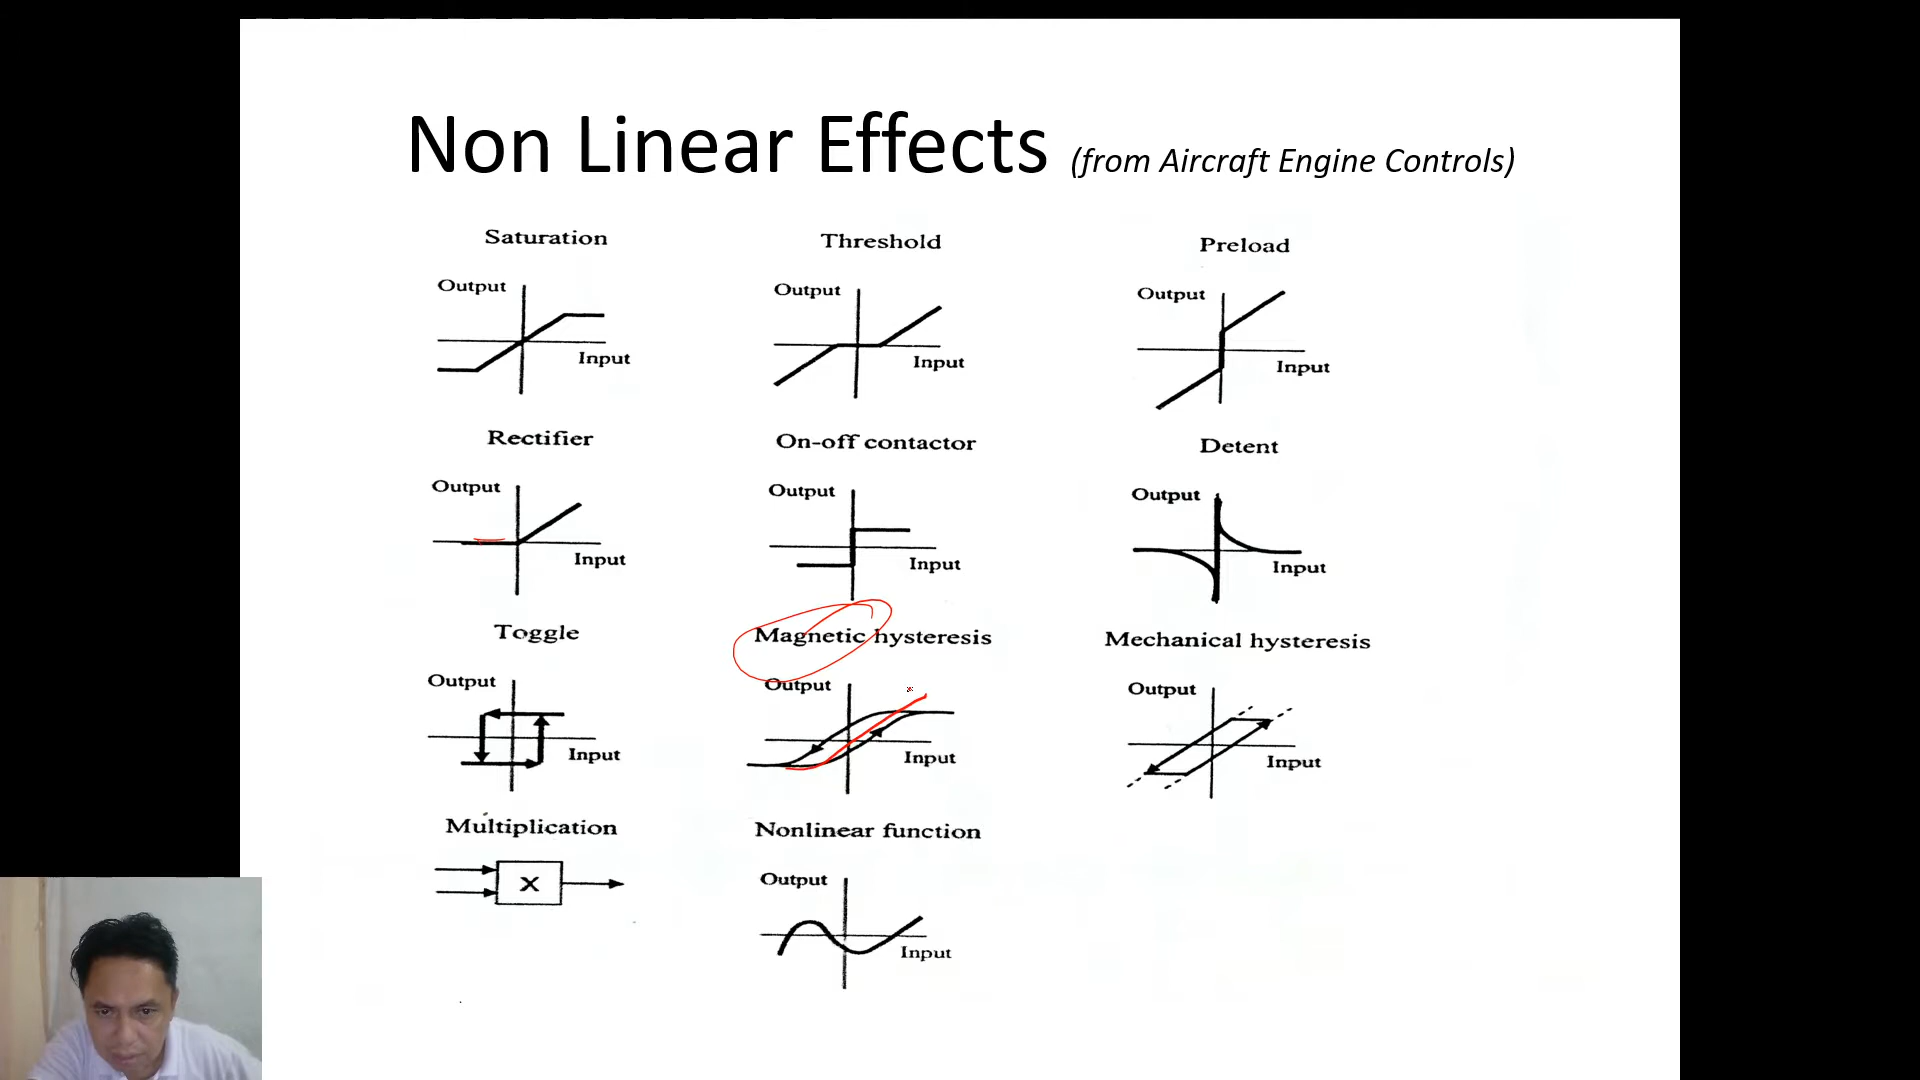 Non Linear Effects (from Aircraft Engine Controls)
Saturation
Output
Input
Threshold
Output
Input
Preload
Output
Input
Rectifier
Output
Input
On-off contactor
Output
Input
Detent
Output
Input
Toggle
Output
Input
Magnetic hysteresis
Output
Input
Mechanical hysteresis
Output
Input
Multiplication
X
Nonlinear function
Output
Input